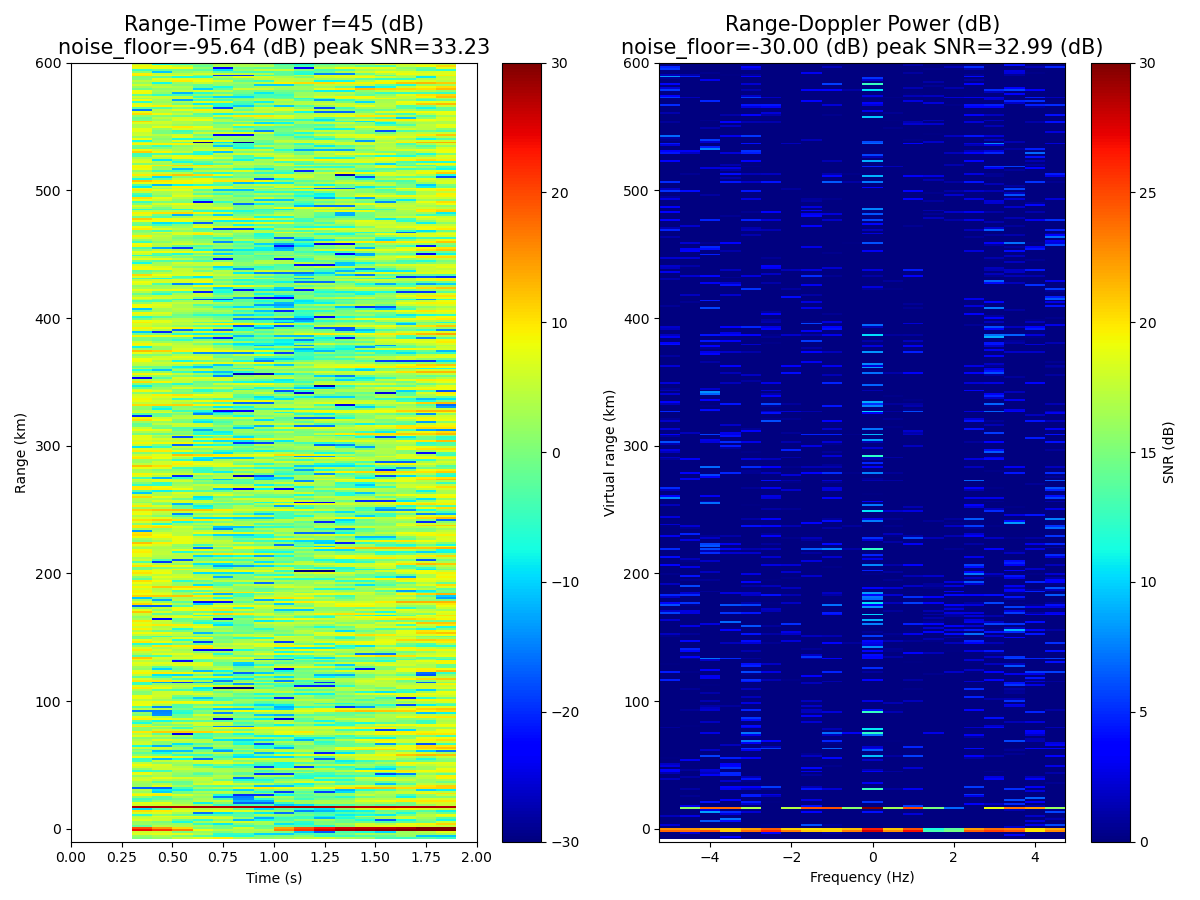 Range-Time Power f=45 (dB)
noise_floor=-95.64 (dB) peak SNR=33.23
600
500
400
300
200
100
0
Range (km)
0.00 0.25 0.50 0.75 1.00 1.25 1.50 1.75 2.00
Time (s)
30
20
10
0
−10
−20
−30
Range-Doppler Power (dB)
noise_floor=-30.00 (dB) peak SNR=32.99 (dB)
600
500
400
300
200
100
0
Virtual range (km)
−4 −2 0 2 4
Frequency (Hz)
30
25
20
15
10
5
0
SNR (dB)